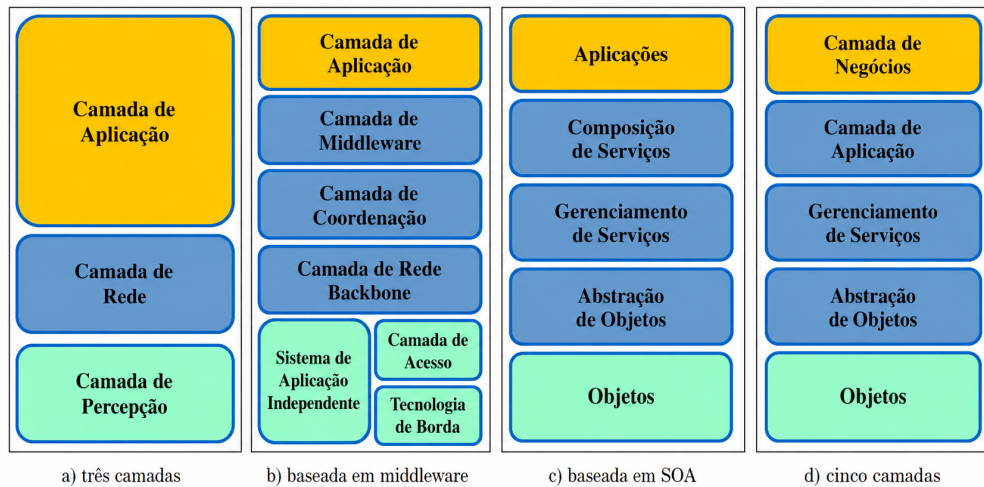 Camada de
Aplicação
Camada de
Rede
Camada de
Percepção
a) três camadas
Camada de
Aplicação
Camada de
Middleware
Camada de
Coordenação
Camada de Rede
Backbone
Sistema de
Aplicação
Independente
Camada de
Acesso
Tecnologia
de Borda
b) baseada em middleware
Aplicações
Composição
de Serviços
Gerenciamento
de Serviços
Abstração
de Objetos
Objetos
c) baseada em SOA
Camada de
Negócios
Camada de
Aplicação
Gerenciamento
de Serviços
Abstração
de Objetos
Objetos
d) cinco camadas